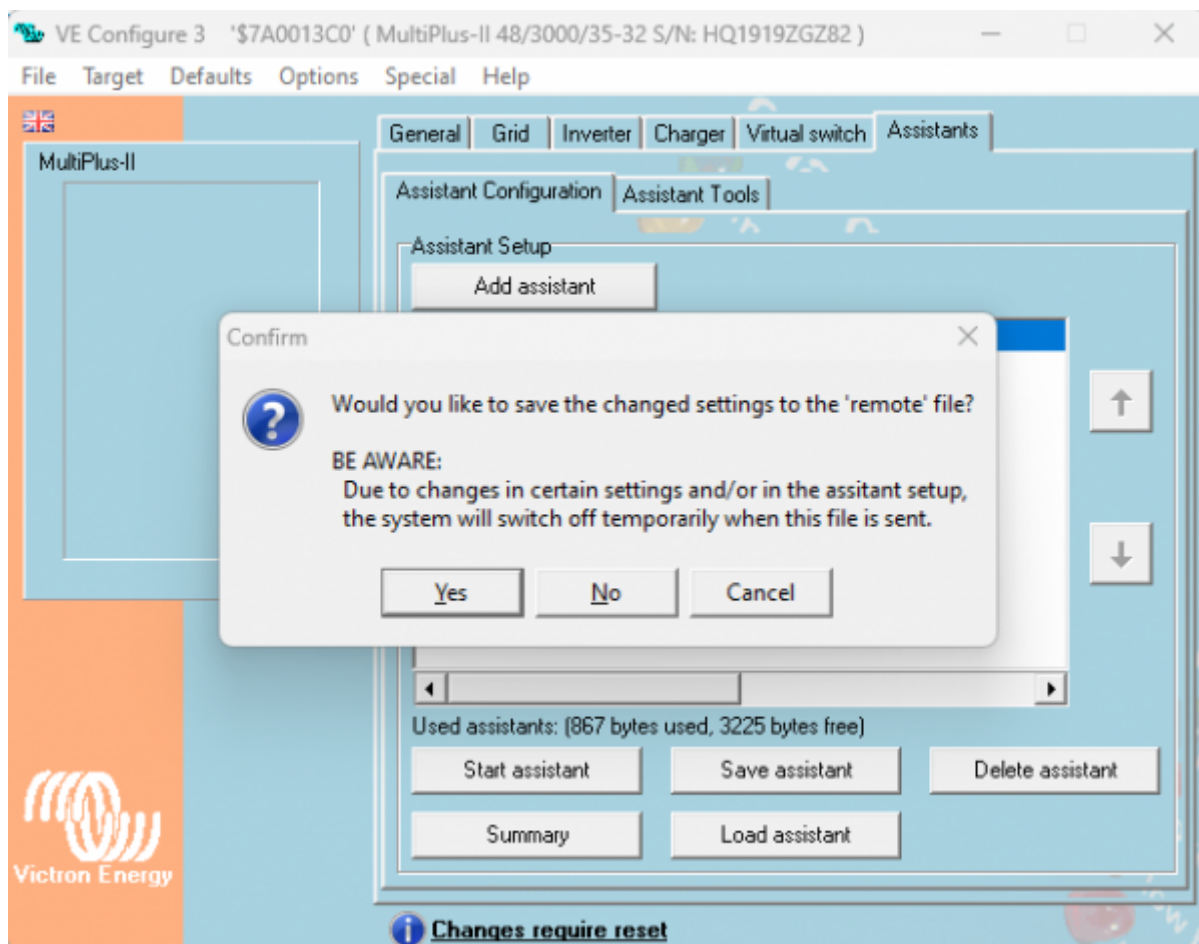 VE Configure 3 '$7A0013C0' ( MultiPlus-II 48/3000/35-32 S/N: HQ1919ZGZ82 )
File Target Defaults Options Special Help
General Grid Inverter Charger Virtual switch Assistants
MultiPlus-II
Assistant Configuration Assistant Tools
Assistant Setup
Add assistant
Confirm
Would you like to save the changed settings to the 'remote' file?
BE AWARE:
Due to changes in certain settings and/or in the assitant setup,
the system will switch off temporarily when this file is sent.
Yes No Cancel
Used assistants: (867 bytes used, 3225 bytes free)
Start assistant Save assistant Delete assistant
Summary Load assistant
Victron Energy
Changes require reset